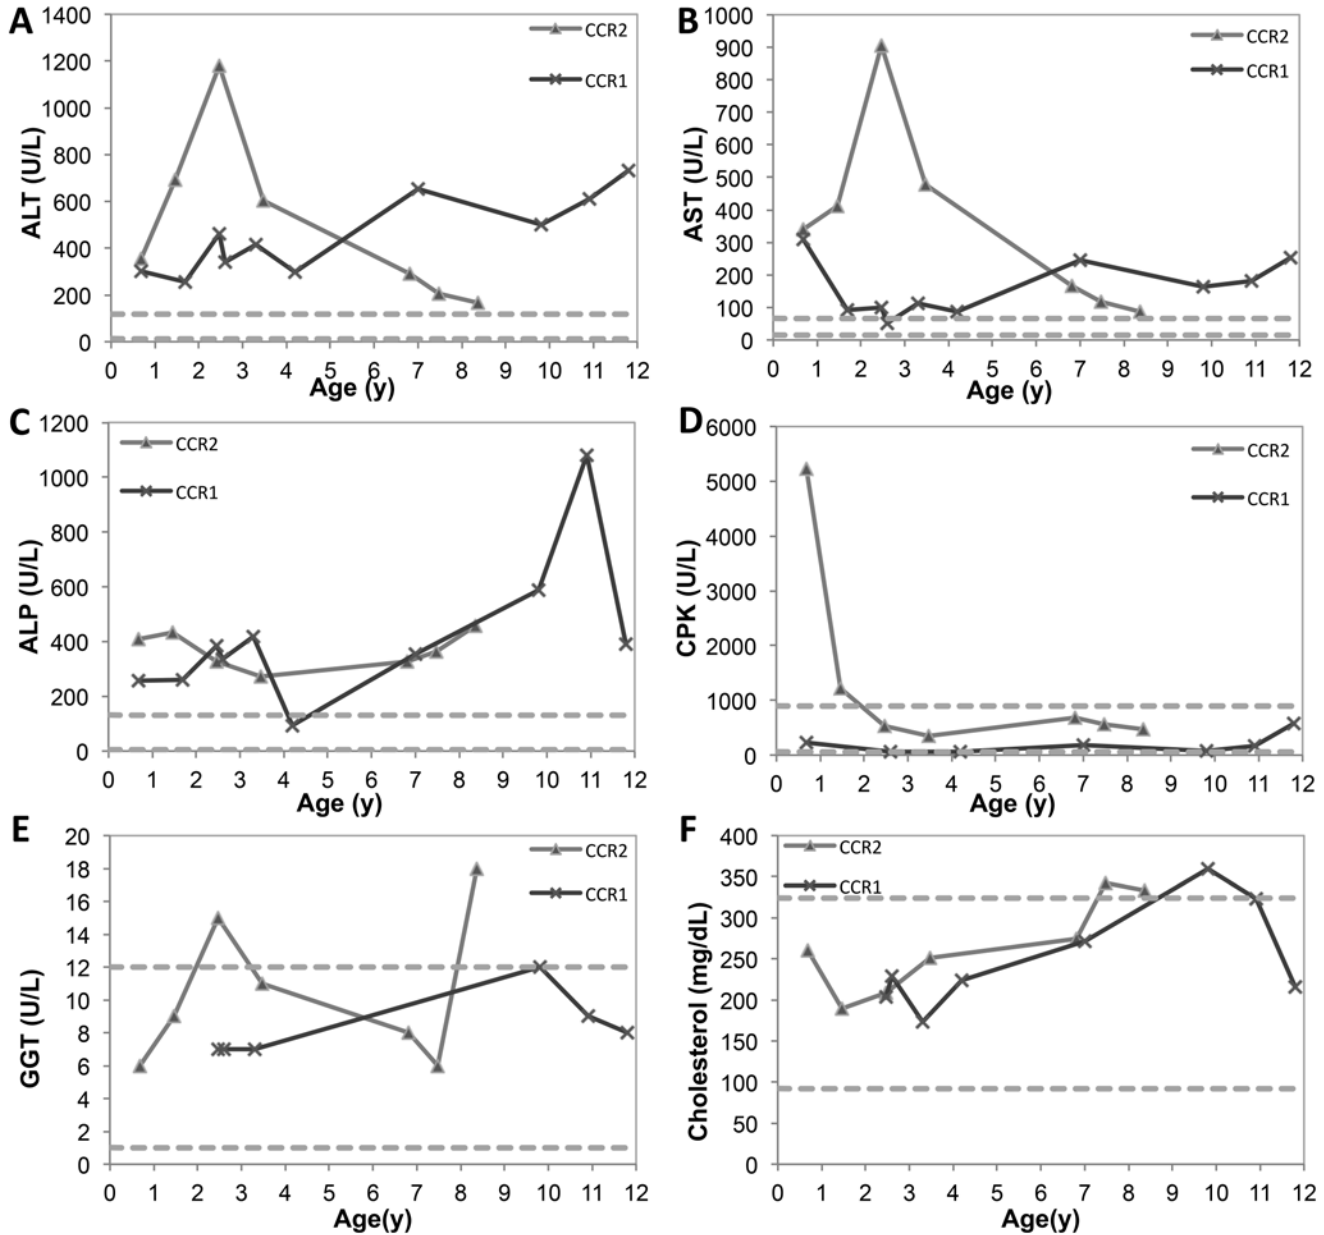 A
ALT (U/L)
1400
1200
1000
800
600
400
200
0
0 1 2 3 4 5 6 7 8 9 10 11 12
Age (y)
CCR2
CCR1
B
AST (U/L)
1000
900
800
700
600
500
400
300
200
100
0
0 1 2 3 4 5 6 7 8 9 10 11 12
Age (y)
CCR2
CCR1
C
ALP (U/L)
1200
1000
800
600
400
200
0
0 1 2 3 4 5 6 7 8 9 10 11 12
Age (y)
CCR2
CCR1
D
CPK (U/L)
6000
5000
4000
3000
2000
1000
0
0 1 2 3 4 5 6 7 8 9 10 11 12
Age (y)
CCR2
CCR1
E
GGT (U/L)
20
18
16
14
12
10
8
6
4
2
0
0 1 2 3 4 5 6 7 8 9 10 11 12
Age(y)
CCR2
CCR1
F
Cholesterol (mg/dL)
400
350
300
250
200
150
100
50
0
0 1 2 3 4 5 6 7 8 9 10 11 12
Age(y)
CCR2
CCR1